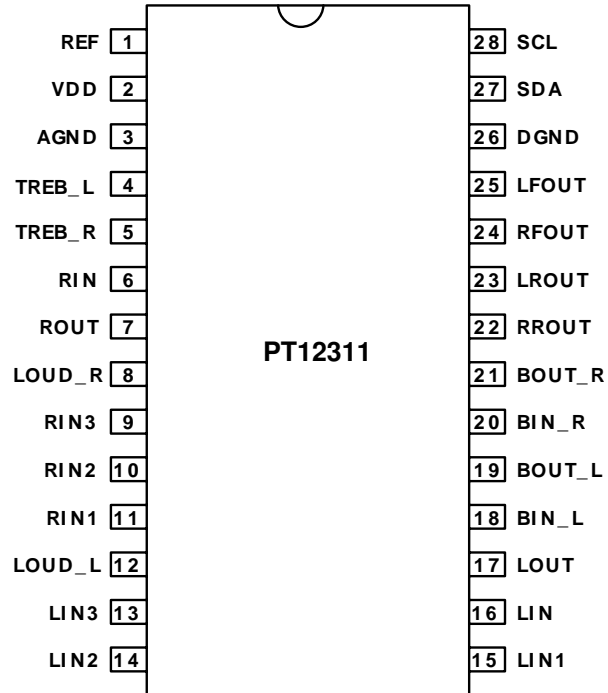 REF 1 28 SCL
VDD 2 27 SDA
AGND 3 26 DGND
TREB_L 4 25 LFOUT
TREB_R 5 24 RFOUT
RIN 6 23 LROUT
ROUT 7 22 RROUT
PT12311
LOUD_R 8 21 BOUT_R
RIN3 9 20 BIN_R
RIN2 10 19 BOUT_L
RIN1 11 18 BIN_L
LOUD_L 12 17 LOUT
LIN3 13 16 LIN
LIN2 14 15 LIN1